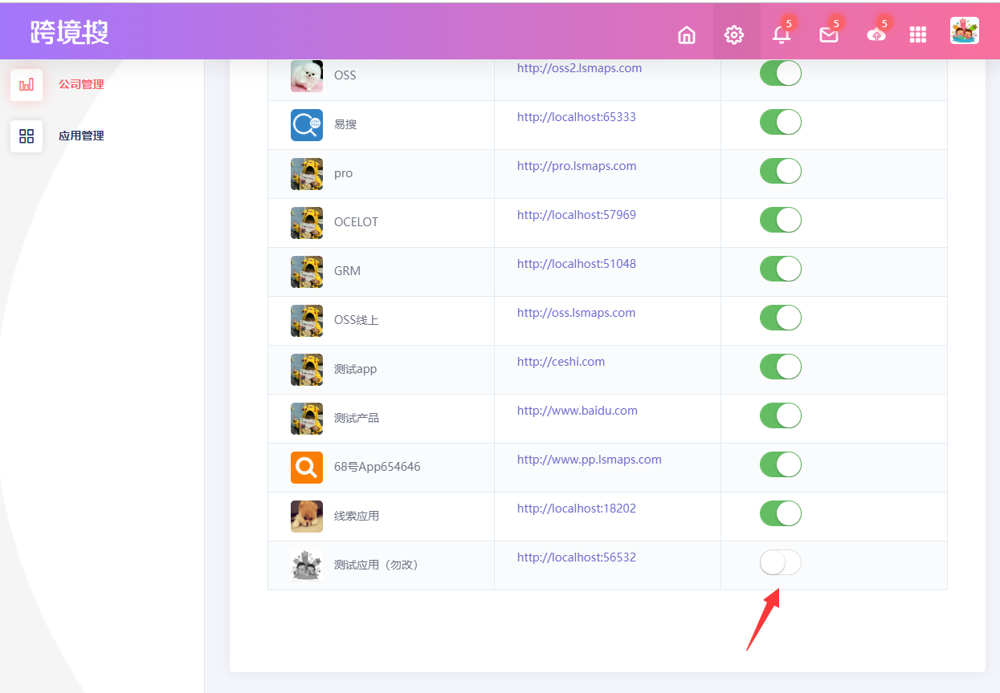 跨境搜
5
5
5
公司管理
应用管理
OSS
http://oss2.lsmaps.com
易搜
http://localhost:65333
pro
http://pro.lsmaps.com
OCELOT
http://localhost:57969
GRM
http://localhost:51048
OSS线上
http://oss.lsmaps.com
测试app
http://ceshi.com
测试产品
http://www.baidu.com
68号App654646
http://www.pp.lsmaps.com
线索应用
http://localhost:18202
测试应用（勿改）
http://localhost:56532